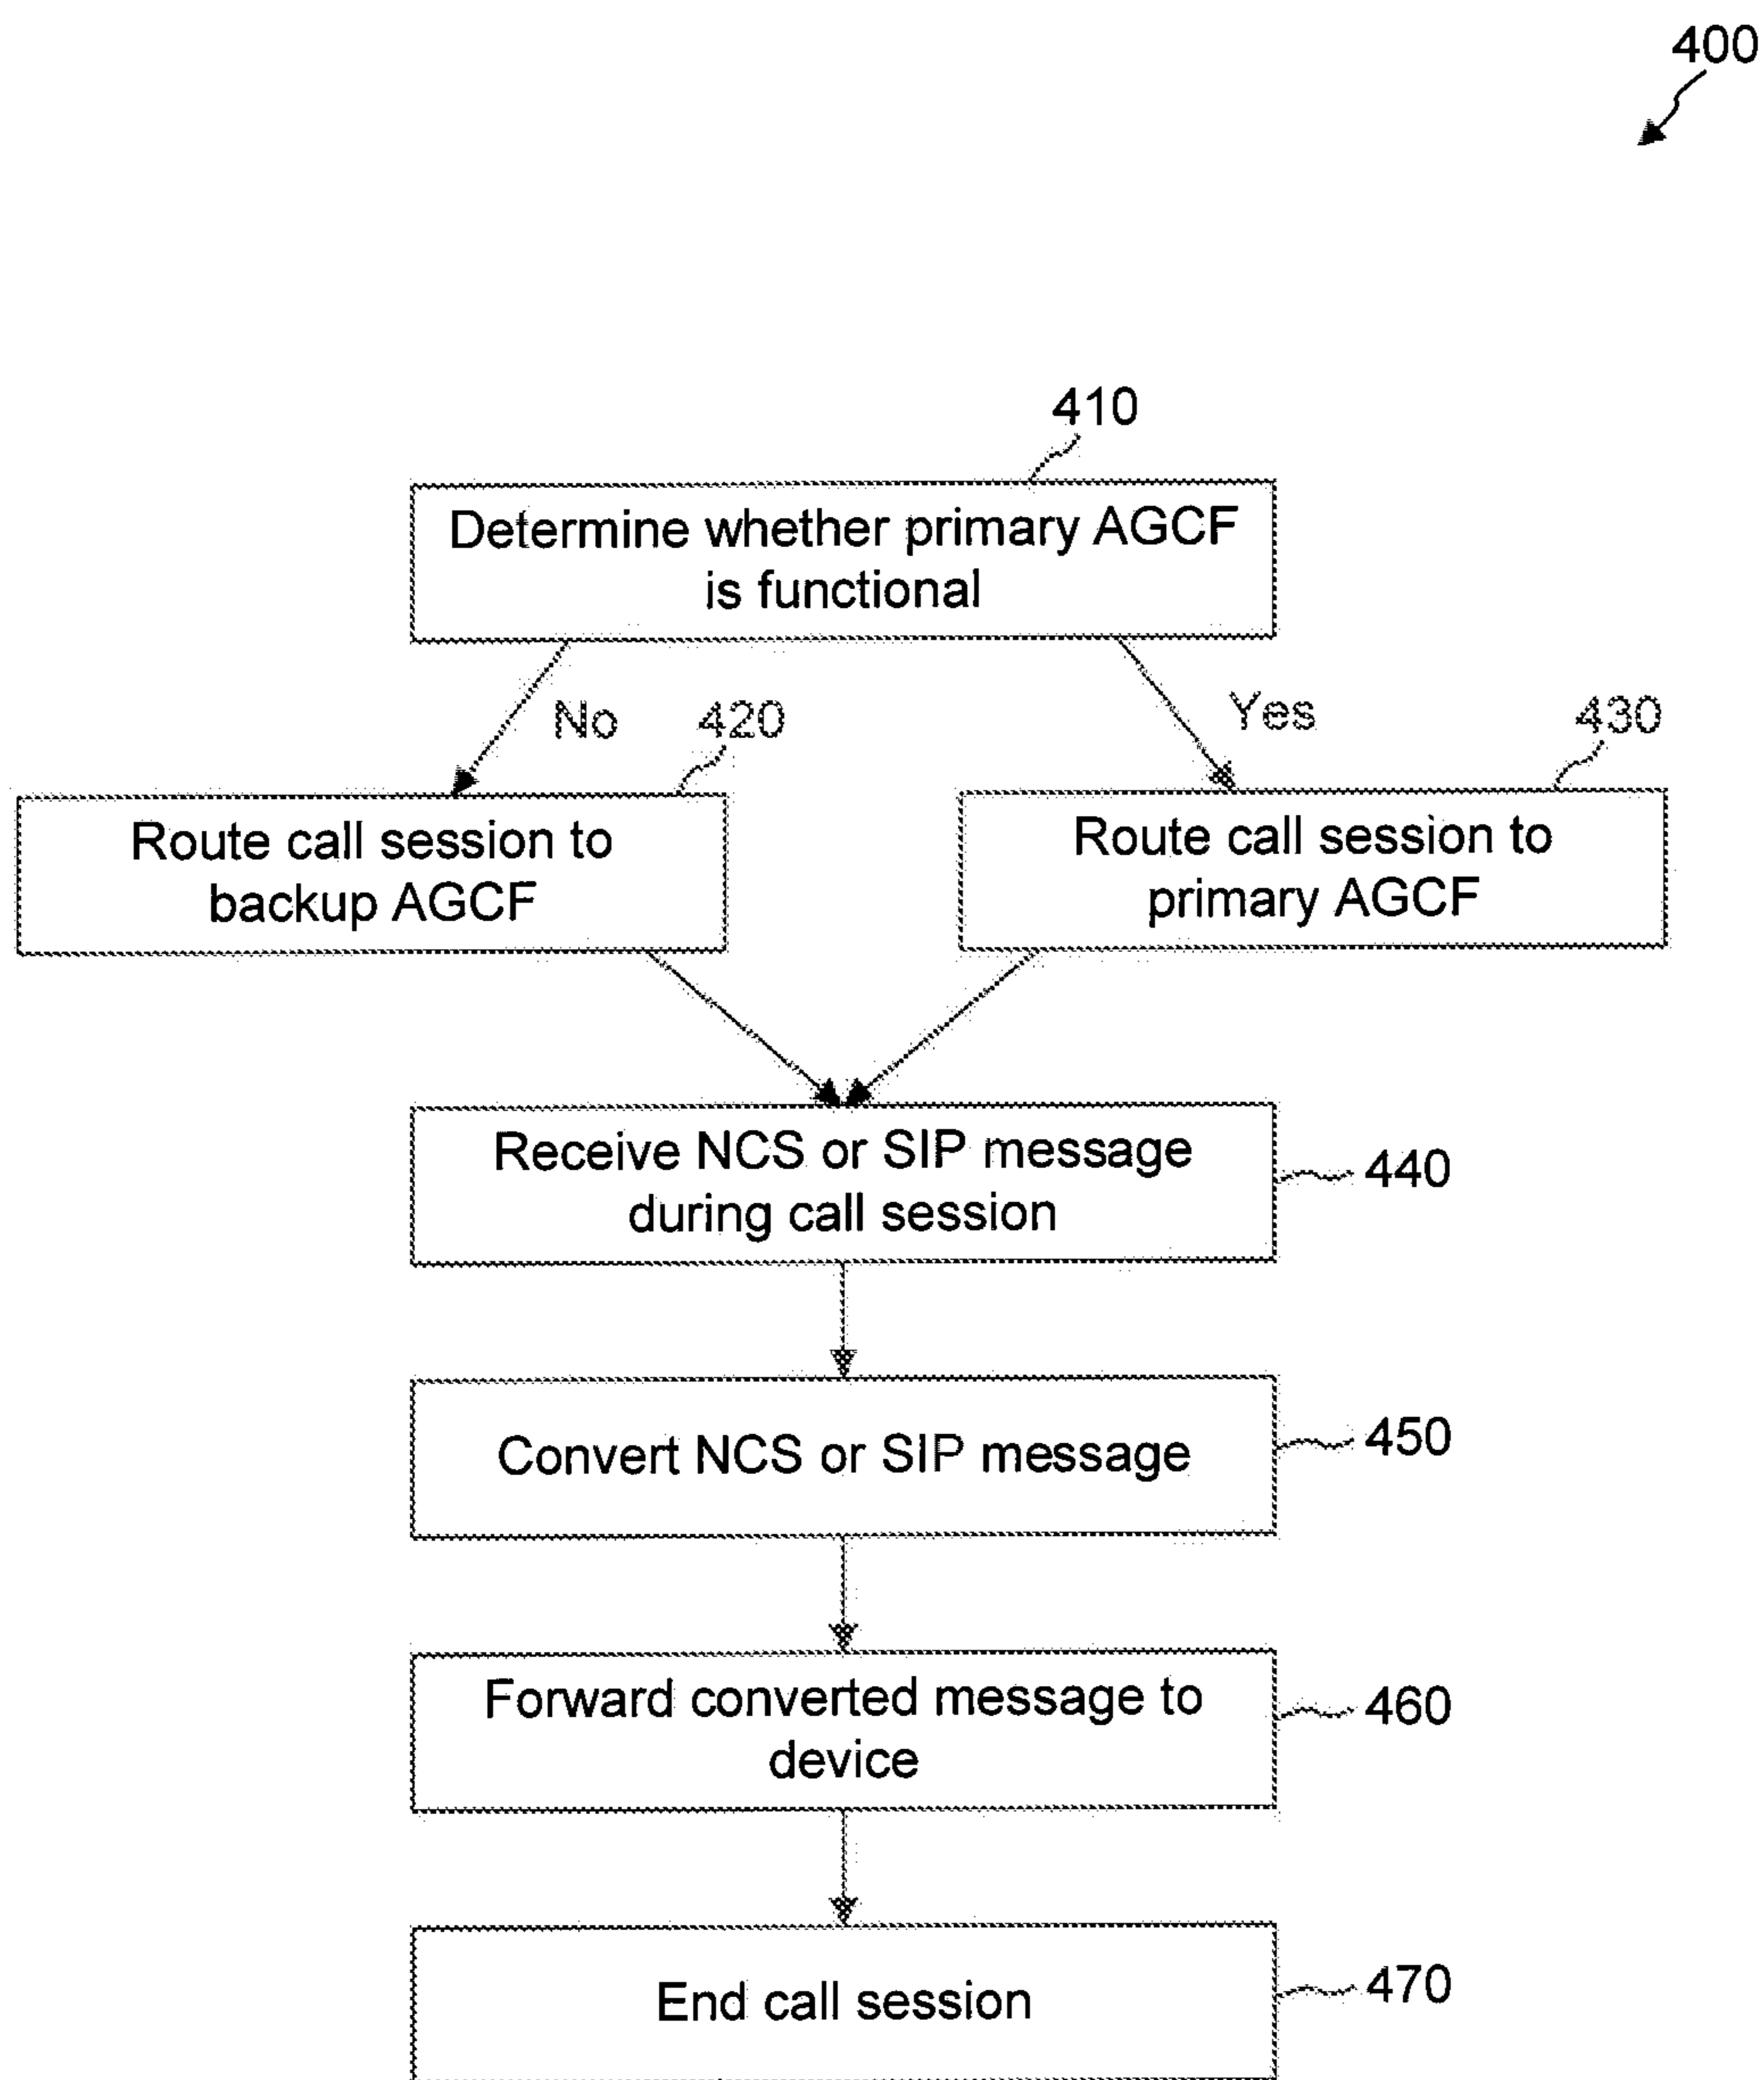 400
410
Determine whether primary AGCF
is functional
No
420
Yes
430
Route call session to
backup AGCF
Route call session to
primary AGCF
Receive NCS or SIP message
during call session
440
Convert NCS or SIP message
450
Forward converted message to
device
460
End call session
470